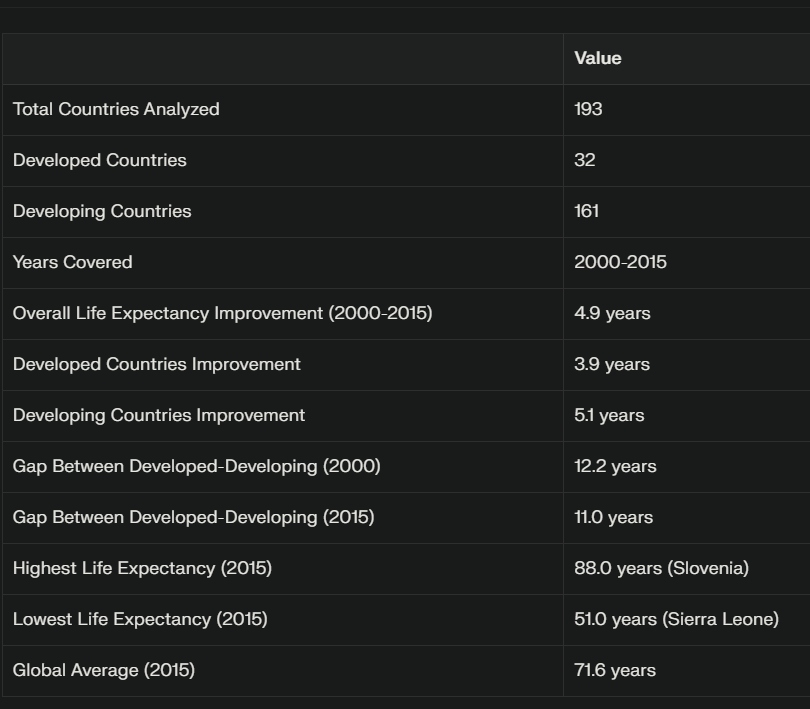 Value
Total Countries Analyzed 193
Developed Countries 32
Developing Countries 161
Years Covered 2000-2015
Overall Life Expectancy Improvement (2000-2015) 4.9 years
Developed Countries Improvement 3.9 years
Developing Countries Improvement 5.1 years
Gap Between Developed-Developing (2000) 12.2 years
Gap Between Developed-Developing (2015) 11.0 years
Highest Life Expectancy (2015) 88.0 years (Slovenia)
Lowest Life Expectancy (2015) 51.0 years (Sierra Leone)
Global Average (2015) 71.6 years